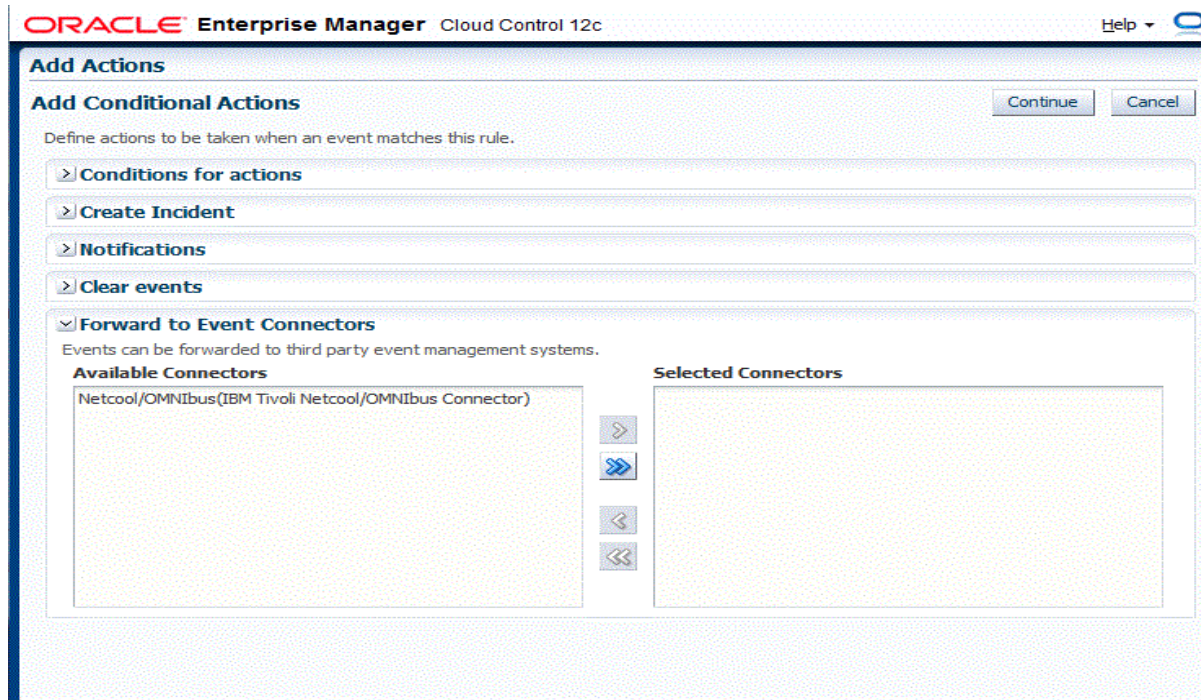 ORACLE Enterprise Manager Cloud Control 12c
Help
Add Actions
Add Conditional Actions
Continue
Cancel
Define actions to be taken when an event matches this rule.
Conditions for actions
Create Incident
Notifications
Clear events
Forward to Event Connectors
Events can be forwarded to third party event management systems.
Available Connectors
Selected Connectors
Netcool/OMNIbus(IBM Tivoli Netcool/OMNIbus Connector)